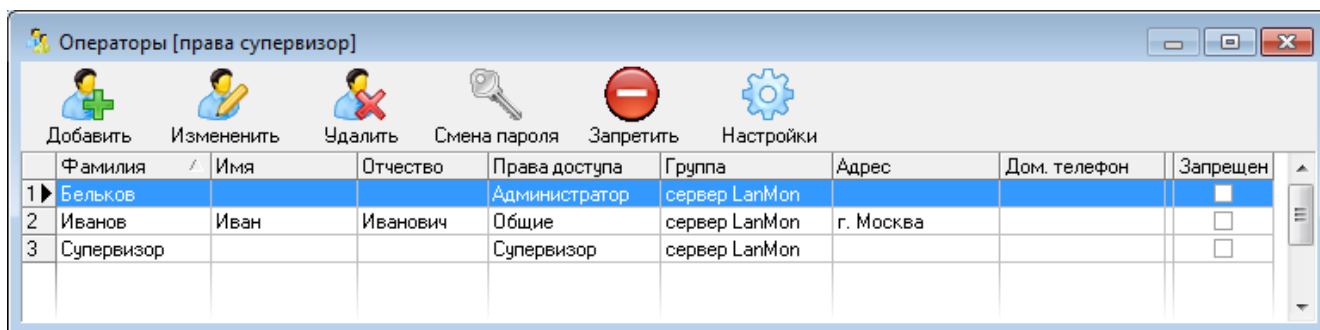 Операторы [права супервизор]
Добавить Измененить Удалить Смена пароля Запретить Настройки
Фамилия Имя Отчество Права доступа Группа Адрес Дом. телефон Запрещен
1 Бельков Администратор сервер LanMon
2 Иванов Иван Иванович Общие сервер LanMon г. Москва
3 Супервизор Супервизор сервер LanMon